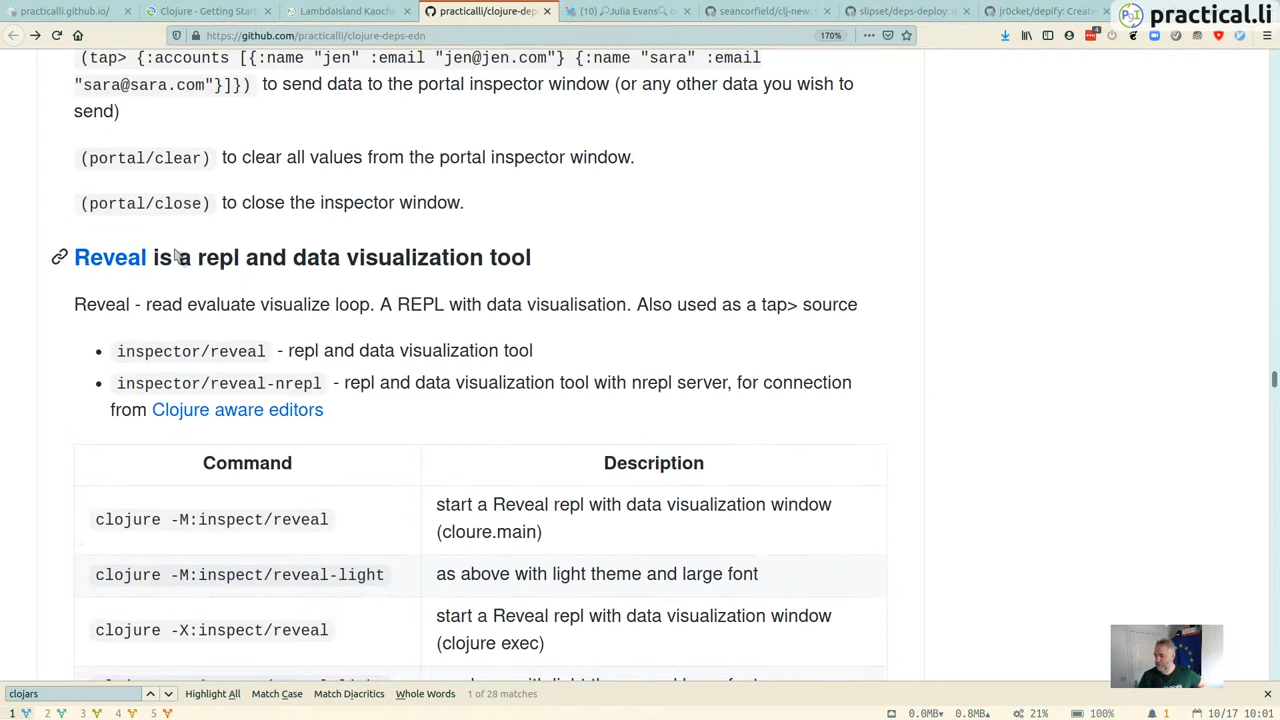 practicalli.github.io/
Clojure - Getting Start
LambdaIsland Kaocha
practicalli/clojure-dep
(10) 🔎Julia Evans🔍
seancorfield/clj-new:
slipset/deps-deploy:
jr0cket/depify: Create
practical.li
https://github.com/practicalli/clojure-deps-edn
170%
(tap> {:accounts [{:name "jen" :email "jen@jen.com"} {:name "sara" :email
"sara@sara.com"}]}) to send data to the portal inspector window (or any other data you wish to
send)
(portal/clear) to clear all values from the portal inspector window.
(portal/close) to close the inspector window.
Reveal is a repl and data visualization tool
Reveal - read evaluate visualize loop. A REPL with data visualisation. Also used as a tap> source
• inspector/reveal - repl and data visualization tool
• inspector/reveal-nrepl - repl and data visualization tool with nrepl server, for connection
from Clojure aware editors
Command Description
clojure -M:inspect/reveal
start a Reveal repl with data visualization window
(cloure.main)
clojure -M:inspect/reveal-light as above with light theme and large font
clojure -X:inspect/reveal
start a Reveal repl with data visualization window
(clojure exec)
clojars Highlight All Match Case Match Diacritics Whole Words 1 of 28 matches
1 2 3 4 5 0.0MB 0.8MB 21% 100% 1 10/17 10:01